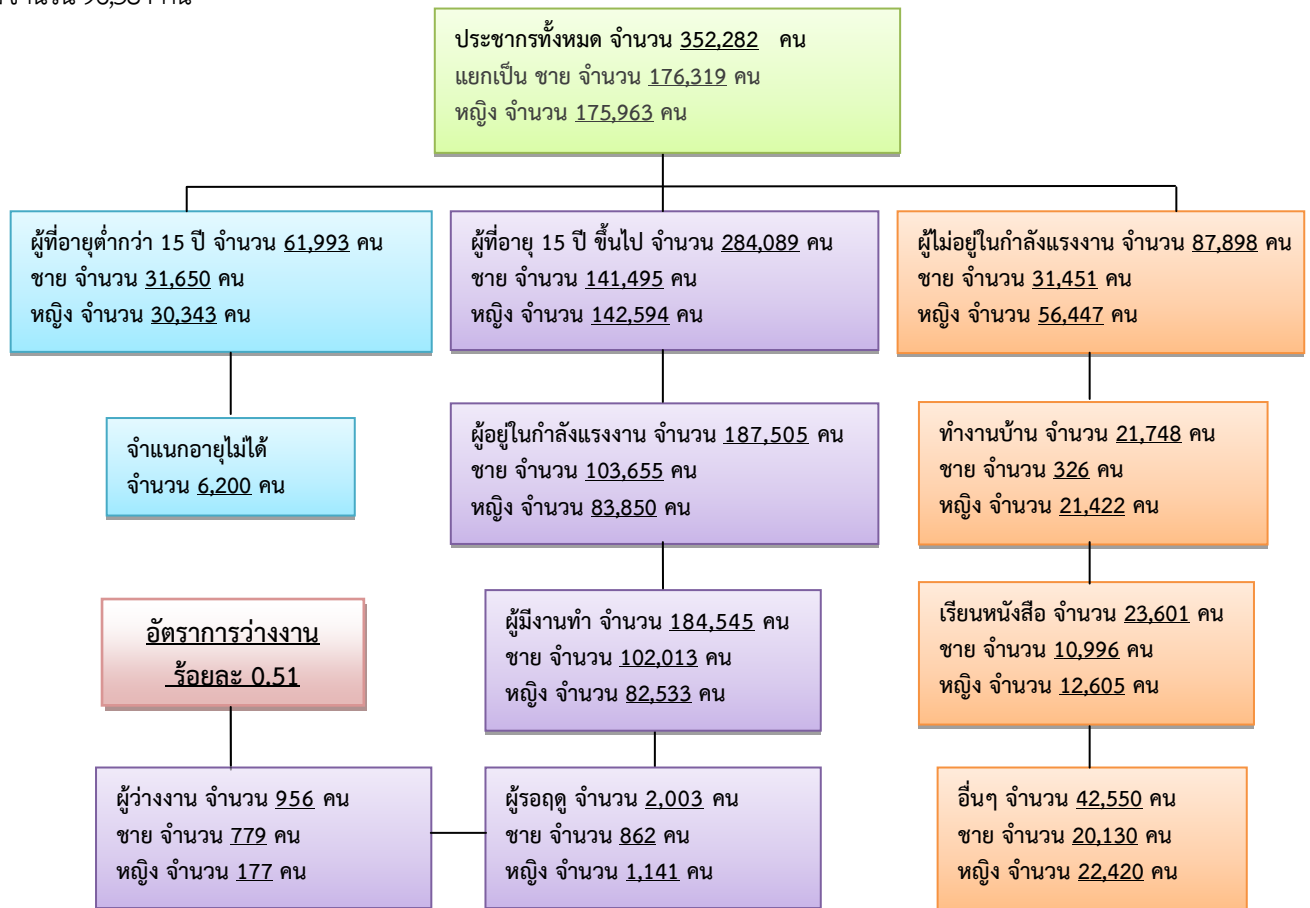 ประชากรทั้งหมด จำนวน 352,282 คน
แยกเป็น ชาย จำนวน 176,319 คน
หญิง จำนวน 175,963 คน
ผู้ที่อายุต่ำกว่า 15 ปี จำนวน 61,993 คน
ชาย จำนวน 31,650 คน
หญิง จำนวน 30,343 คน
ผู้ที่อายุ 15 ปี ขึ้นไป จำนวน 284,089 คน
ชาย จำนวน 141,495 คน
หญิง จำนวน 142,594 คน
ผู้ไม่อยู่ในกำลังแรงงาน จำนวน 87,898 คน
ชาย จำนวน 31,451 คน
หญิง จำนวน 56,447 คน
จำแนกอายุไม่ได้
จำนวน 6,200 คน
ผู้อยู่ในกำลังแรงงาน จำนวน 187,505 คน
ชาย จำนวน 103,655 คน
หญิง จำนวน 83,850 คน
ทำงานบ้าน จำนวน 21,748 คน
ชาย จำนวน 326 คน
หญิง จำนวน 21,422 คน
อัตราการว่างงาน
ร้อยละ 0.51
ผู้มีงานทำ จำนวน 184,545 คน
ชาย จำนวน 102,013 คน
หญิง จำนวน 82,533 คน
เรียนหนังสือ จำนวน 23,601 คน
ชาย จำนวน 10,996 คน
หญิง จำนวน 12,605 คน
ผู้ว่างงาน จำนวน 956 คน
ชาย จำนวน 779 คน
หญิง จำนวน 177 คน
ผู้รอฤดู จำนวน 2,003 คน
ชาย จำนวน 862 คน
หญิง จำนวน 1,141 คน
อื่นๆ จำนวน 42,550 คน
ชาย จำนวน 20,130 คน
หญิง จำนวน 22,420 คน